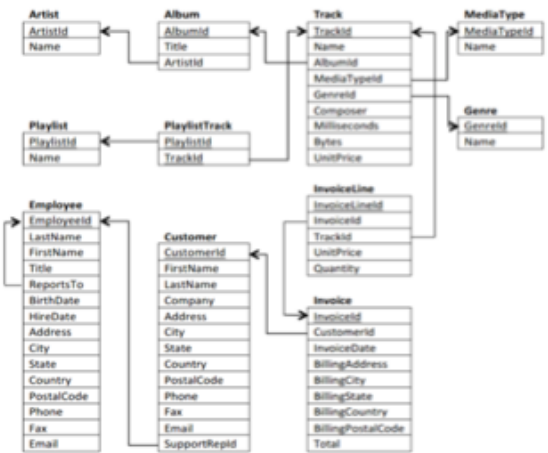 Artist
ArtistId
Name
Album
AlbumId
Title
ArtistId
Track
TrackId
Name
AlbumId
MediaTypeId
GenreId
Composer
Milliseconds
Bytes
UnitPrice
MediaType
MediaTypeId
Name
Genre
GenreId
Name
Playlist
PlaylistId
Name
PlaylistTrack
PlaylistId
TrackId
Employee
EmployeeId
LastName
FirstName
Title
ReportsTo
BirthDate
HireDate
Address
City
State
Country
PostalCode
Phone
Fax
Email
Customer
CustomerId
FirstName
LastName
Company
Address
City
State
Country
PostalCode
Phone
Fax
Email
SupportRepId
InvoiceLine
InvoiceLineId
InvoiceId
TrackId
UnitPrice
Quantity
Invoice
InvoiceId
CustomerId
InvoiceDate
BillingAddress
BillingCity
BillingState
BillingCountry
BillingPostalCode
Total